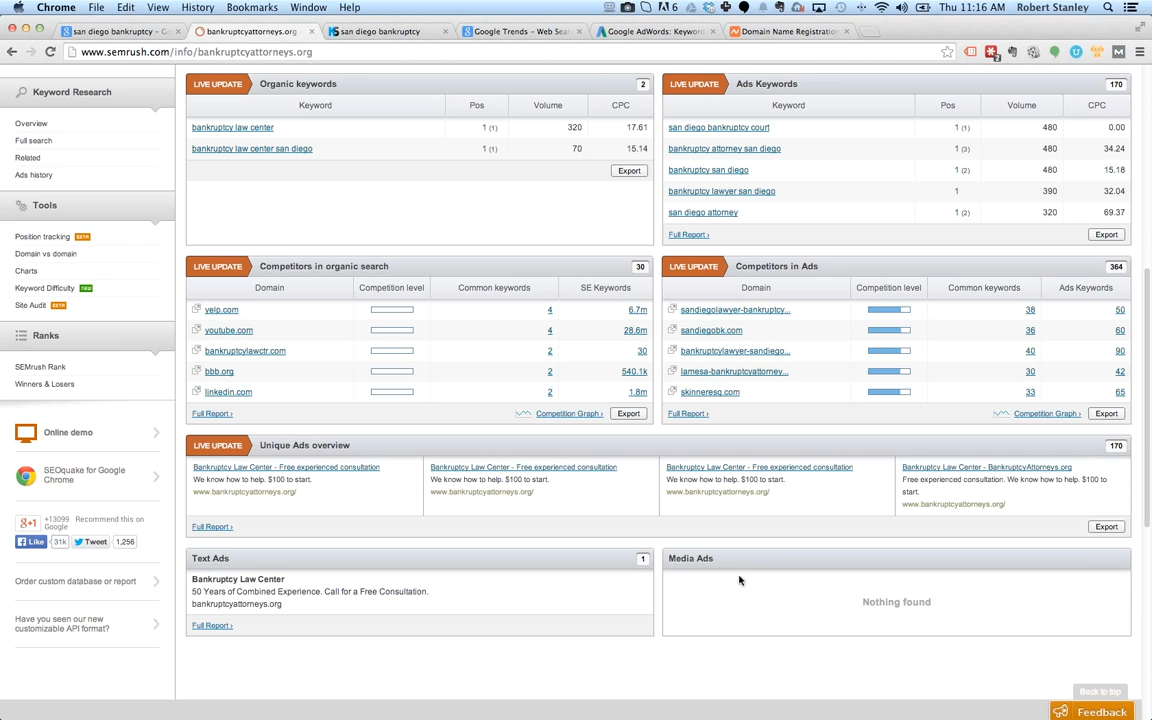 Chrome File Edit View History Bookmarks Window Help 6 Thu 11:16 AM Robert Stanley
san diego bankruptcy - G
bankruptcyattorneys.org
san diego bankruptcy
Google Trends - Web Sear
Google AdWords: Keyword
Domain Name Registration
www.semrush.com/info/bankruptcyattorneys.org
2
Keyword Research
Overview
Full search
Related
Ads history
Tools
Position tracking BETA
Domain vs domain
Charts
Keyword Difficulty new
Site Audit BETA
Ranks
SEMrush Rank
Winners & Losers
Online demo
SEOquake for Google
Chrome
g+1 +13099 Recommend this on
Google
Like 31k Tweet 1,256
Order custom database or report
Have you seen our new
customizable API format?
LIVE UPDATE Organic keywords 2
Keyword Pos Volume CPC
bankruptcy law center 1 (1) 320 17.61
bankruptcy law center san diego 1 (1) 70 15.14
Export
LIVE UPDATE Ads Keywords 170
Keyword Pos Volume CPC
san diego bankruptcy court 1 (1) 480 0.00
bankruptcy attorney san diego 1 (3) 480 34.24
bankruptcy san diego 1 (2) 480 15.18
bankruptcy lawyer san diego 1 390 32.04
san diego attorney 1 (2) 320 69.37
Full Report › Export
LIVE UPDATE Competitors in organic search 30
Domain Competition level Common keywords SE Keywords
yelp.com 4 6.7m
youtube.com 4 28.6m
bankruptcylawctr.com 2 30
bbb.org 2 540.1k
linkedin.com 2 1.8m
Full Report › Competition Graph › Export
LIVE UPDATE Competitors in Ads 364
Domain Competition level Common keywords Ads Keywords
sandiegolawyer-bankruptcy... 38 50
sandiegobk.com 36 60
bankruptcylawyer-sandiego... 40 90
lamesa-bankruptcyattorney... 30 42
skinneresq.com 33 65
Full Report › Competition Graph › Export
LIVE UPDATE Unique Ads overview 170
Bankruptcy Law Center - Free experienced consultation
We know how to help. $100 to start.
www.bankruptcyattorneys.org/
Bankruptcy Law Center - Free experienced consultation
We know how to help. $100 to start.
www.bankruptcyattorneys.org/
Bankruptcy Law Center - Free experienced consultation
We know how to help. $100 to start.
www.bankruptcyattorneys.org/
Bankruptcy Law Center - BankruptcyAttorneys.org
Free experienced consultation. We know how to help. $100 to
start.
www.bankruptcyattorneys.org/
Full Report › Export
Text Ads 1
Bankruptcy Law Center
50 Years of Combined Experience. Call for a Free Consultation.
bankruptcyattorneys.org
Full Report ›
Media Ads
Nothing found
Back to top
Feedback